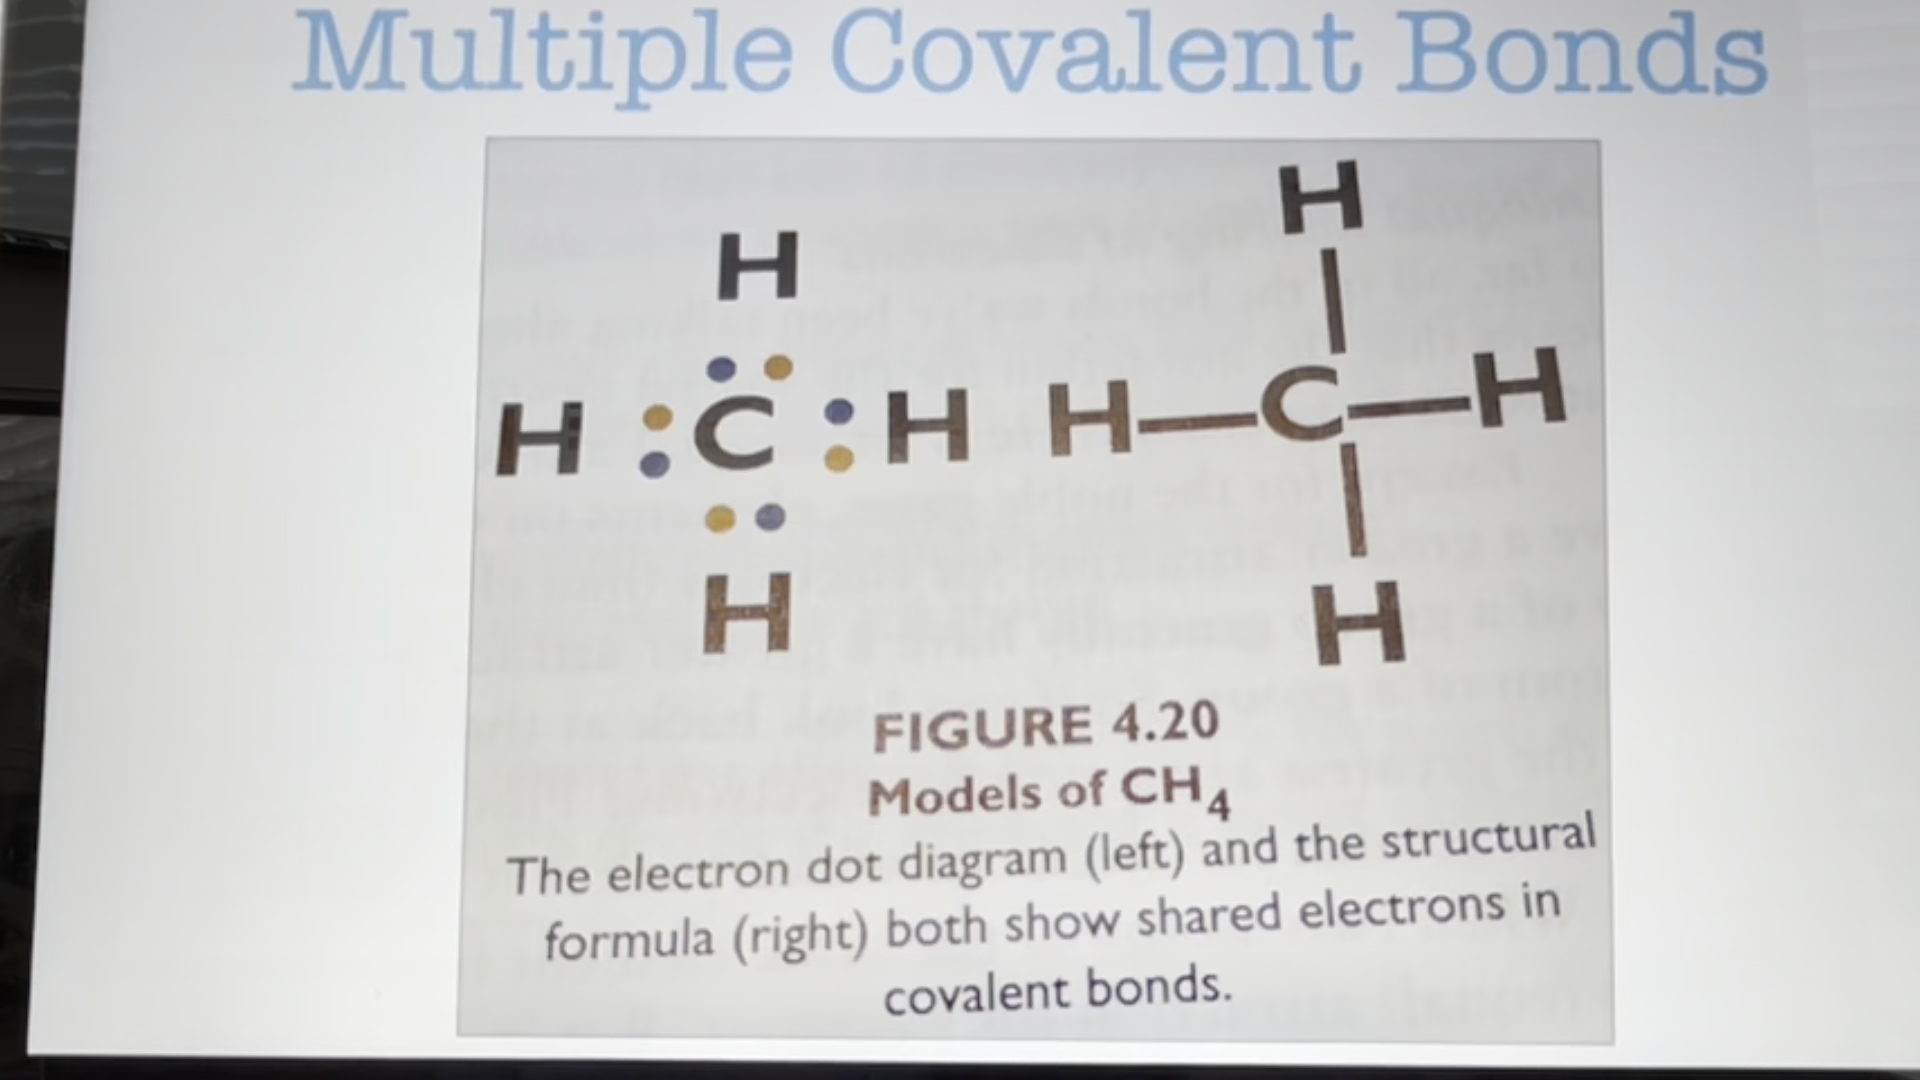 Multiple Covalent Bonds
H
H
C
H
H
H
H
C
H
H
H
FIGURE 4.20
Models of CH₄
The electron dot diagram (left) and the structural
formula (right) both show shared electrons in
covalent bonds.